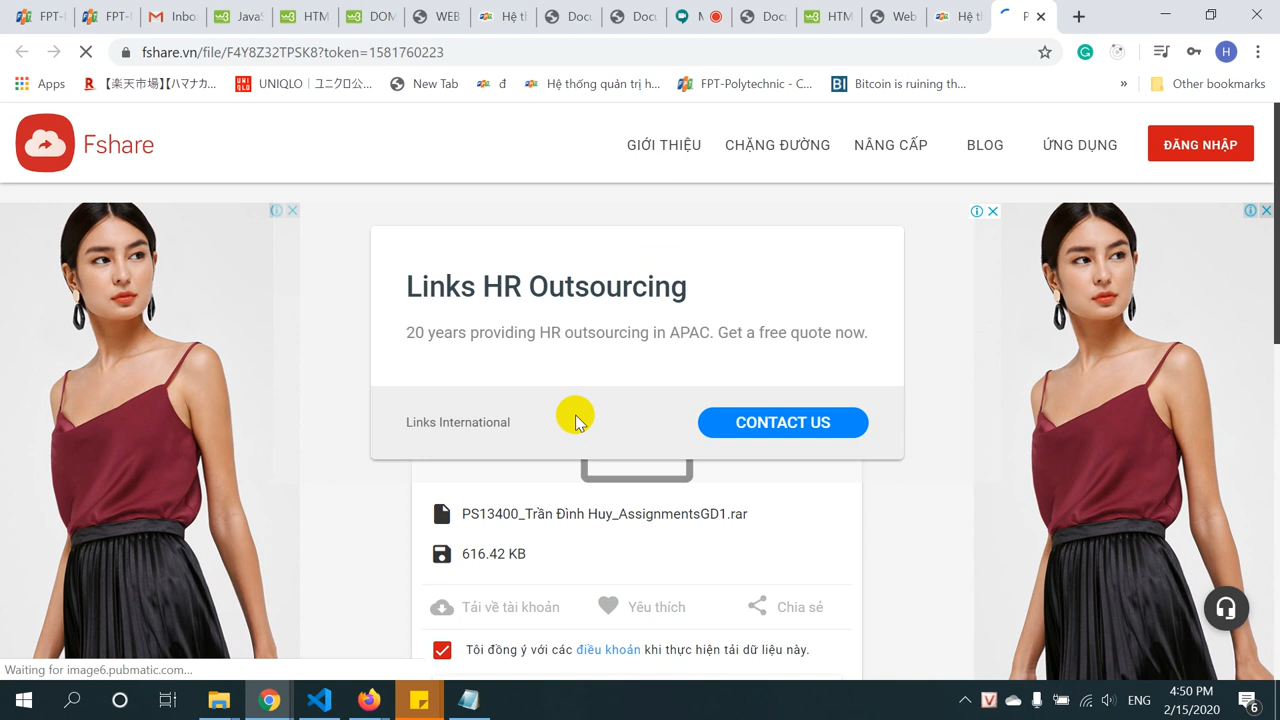 FPT-
FPT-
Inbo
Java
HTM
DOM
WEB
Hệ t
Docu
Docu
M
Docu
HTM
Web
Hệ t
P
fshare.vn/file/F4Y8Z32TPSK8?token=1581760223
H
Apps
【楽天市場】【ハマナカ...
UNIQLO｜ユニクロ公...
New Tab
đ
Hệ thống quản trị h...
FPT-Polytechnic - C...
Bitcoin is ruining th...
»
Other bookmarks
Fshare
GIỚI THIỆU
CHẶNG ĐƯỜNG
NÂNG CẤP
BLOG
ỨNG DỤNG
ĐĂNG NHẬP
Links HR Outsourcing
20 years providing HR outsourcing in APAC. Get a free quote now.
Links International
CONTACT US
PS13400_Trần Đình Huy_AssignmentsGD1.rar
616.42 KB
Tải về tài khoản
Yêu thích
Chia sẻ
Tôi đồng ý với các điều khoản khi thực hiện tải dữ liệu này.
Waiting for image6.pubmatic.com...
ENG
4:50 PM
2/15/2020
6